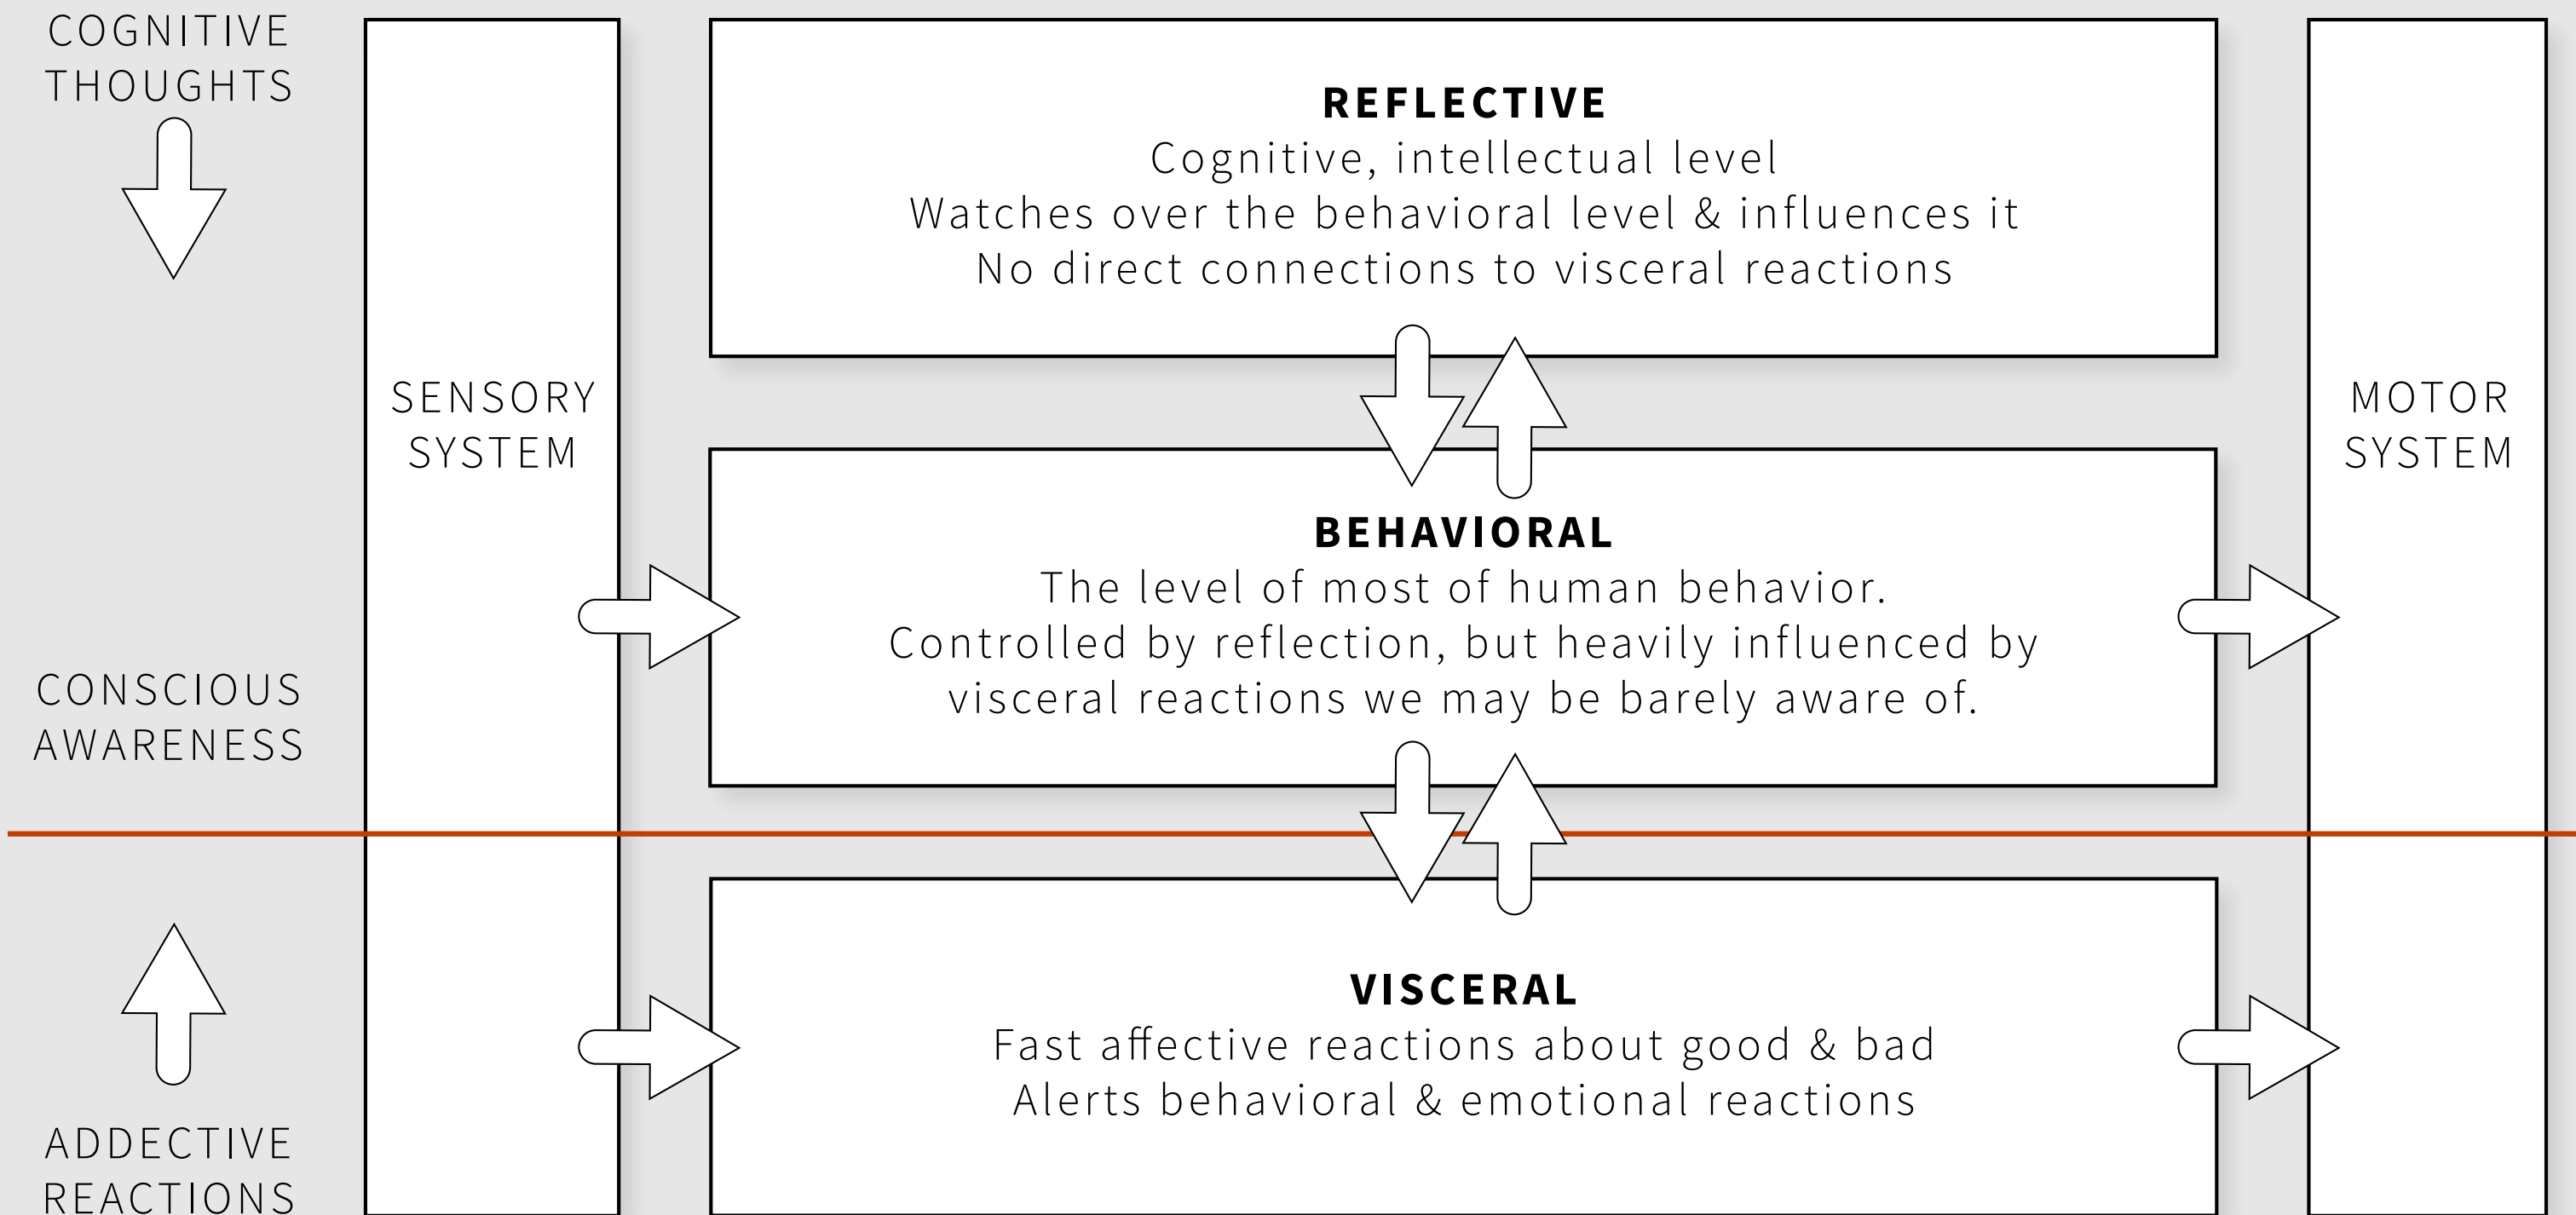 COGNITIVE
THOUGHTS
REFLECTIVE
Cognitive, intellectual level
Watches over the behavioral level & influences it
No direct connections to visceral reactions
SENSORY
SYSTEM
MOTOR
SYSTEM
BEHAVIORAL
The level of most of human behavior.
Controlled by reflection, but heavily influenced by
visceral reactions we may be barely aware of.
CONSCIOUS
AWARENESS
VISCERAL
Fast affective reactions about good & bad
Alerts behavioral & emotional reactions
ADDECTIVE
REACTIONS